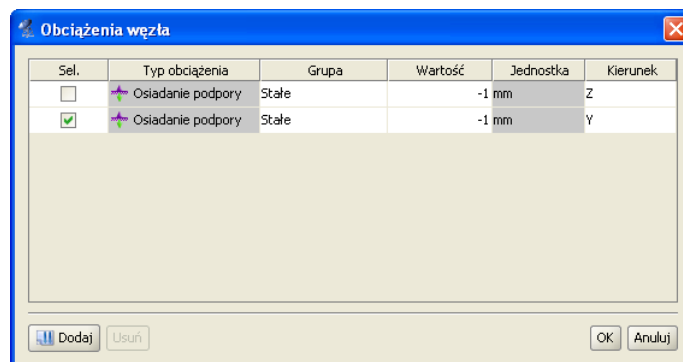 Obciążenia węzła
Sel. Typ obciążenia Grupa Wartość Jednostka Kierunek
Osiadanie podpory Stałe -1 mm Z
Osiadanie podpory Stałe -1 mm Y
Dodaj Usuń OK Anuluj